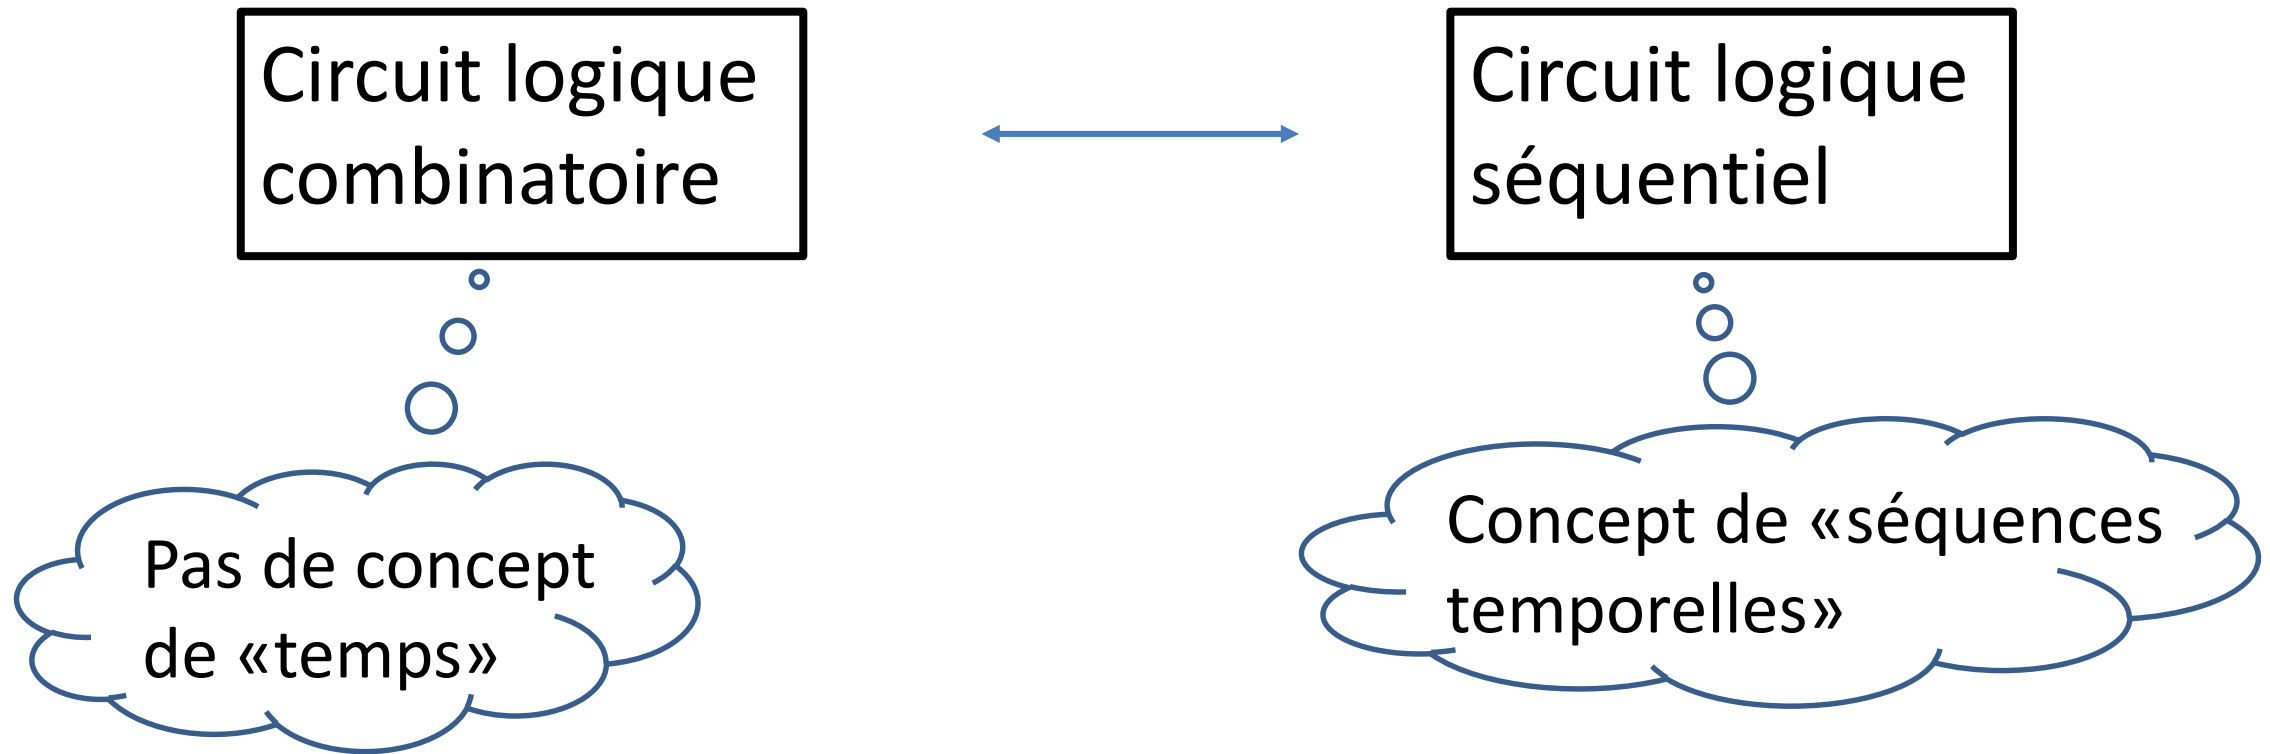 Circuit logique
combinatoire
Circuit logique
séquentiel
Pas de concept
de «temps»
Concept de «séquences
temporelles»